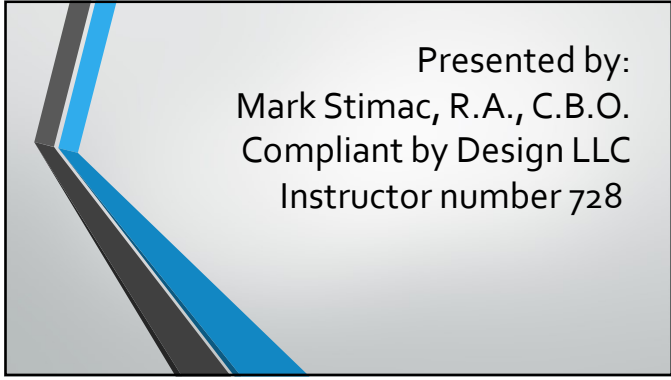 Presented by:
Mark Stimac, R.A., C.B.O.
Compliant by Design LLC
Instructor number 728